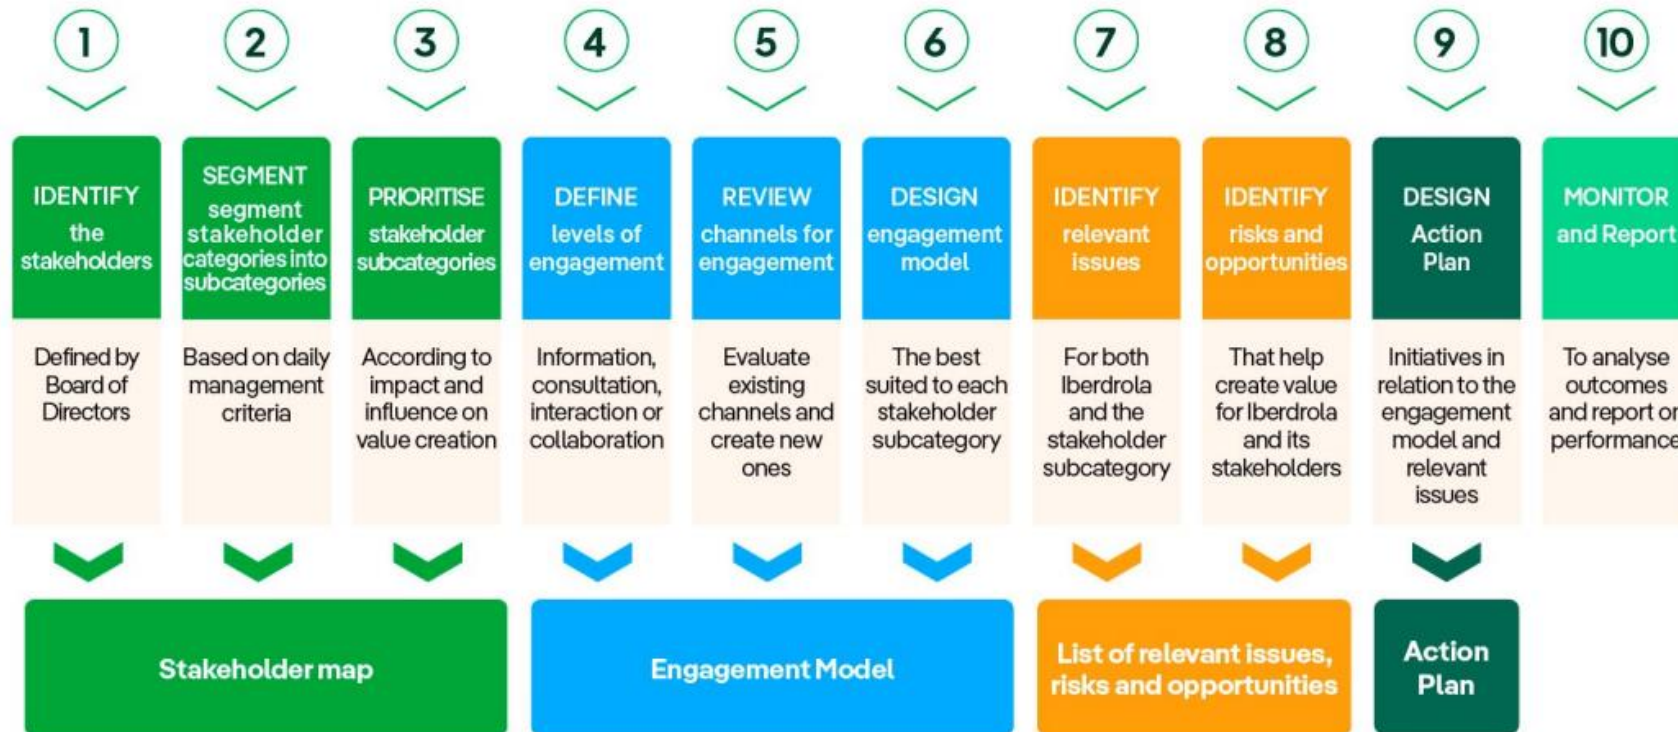 1
2
3
4
5
6
7
8
9
10
IDENTIFY
the
stakeholders
SEGMENT
segment
stakeholder
categories into
subcategories
PRIORITISE
stakeholder
subcategories
DEFINE
levels of
engagement
REVIEW
channels for
engagement
DESIGN
engagement
model
IDENTIFY
relevant
issues
IDENTIFY
risks and
opportunities
DESIGN
Action
Plan
MONITOR
and Report
Defined by
Board of
Directors
Based on daily
management
criteria
According to
impact and
influence on
value creation
Information,
consultation,
interaction or
collaboration
Evaluate
existing
channels and
create new
ones
The best
suited to each
stakeholder
subcategory
For both
Iberdrola
and the
stakeholder
subcategory
That help
create value
for Iberdrola
and its
stakeholders
Initiatives in
relation to the
engagement
model and
relevant
issues
To analyse
outcomes
and report on
performance
Stakeholder map
Engagement Model
List of relevant issues,
risks and opportunities
Action
Plan